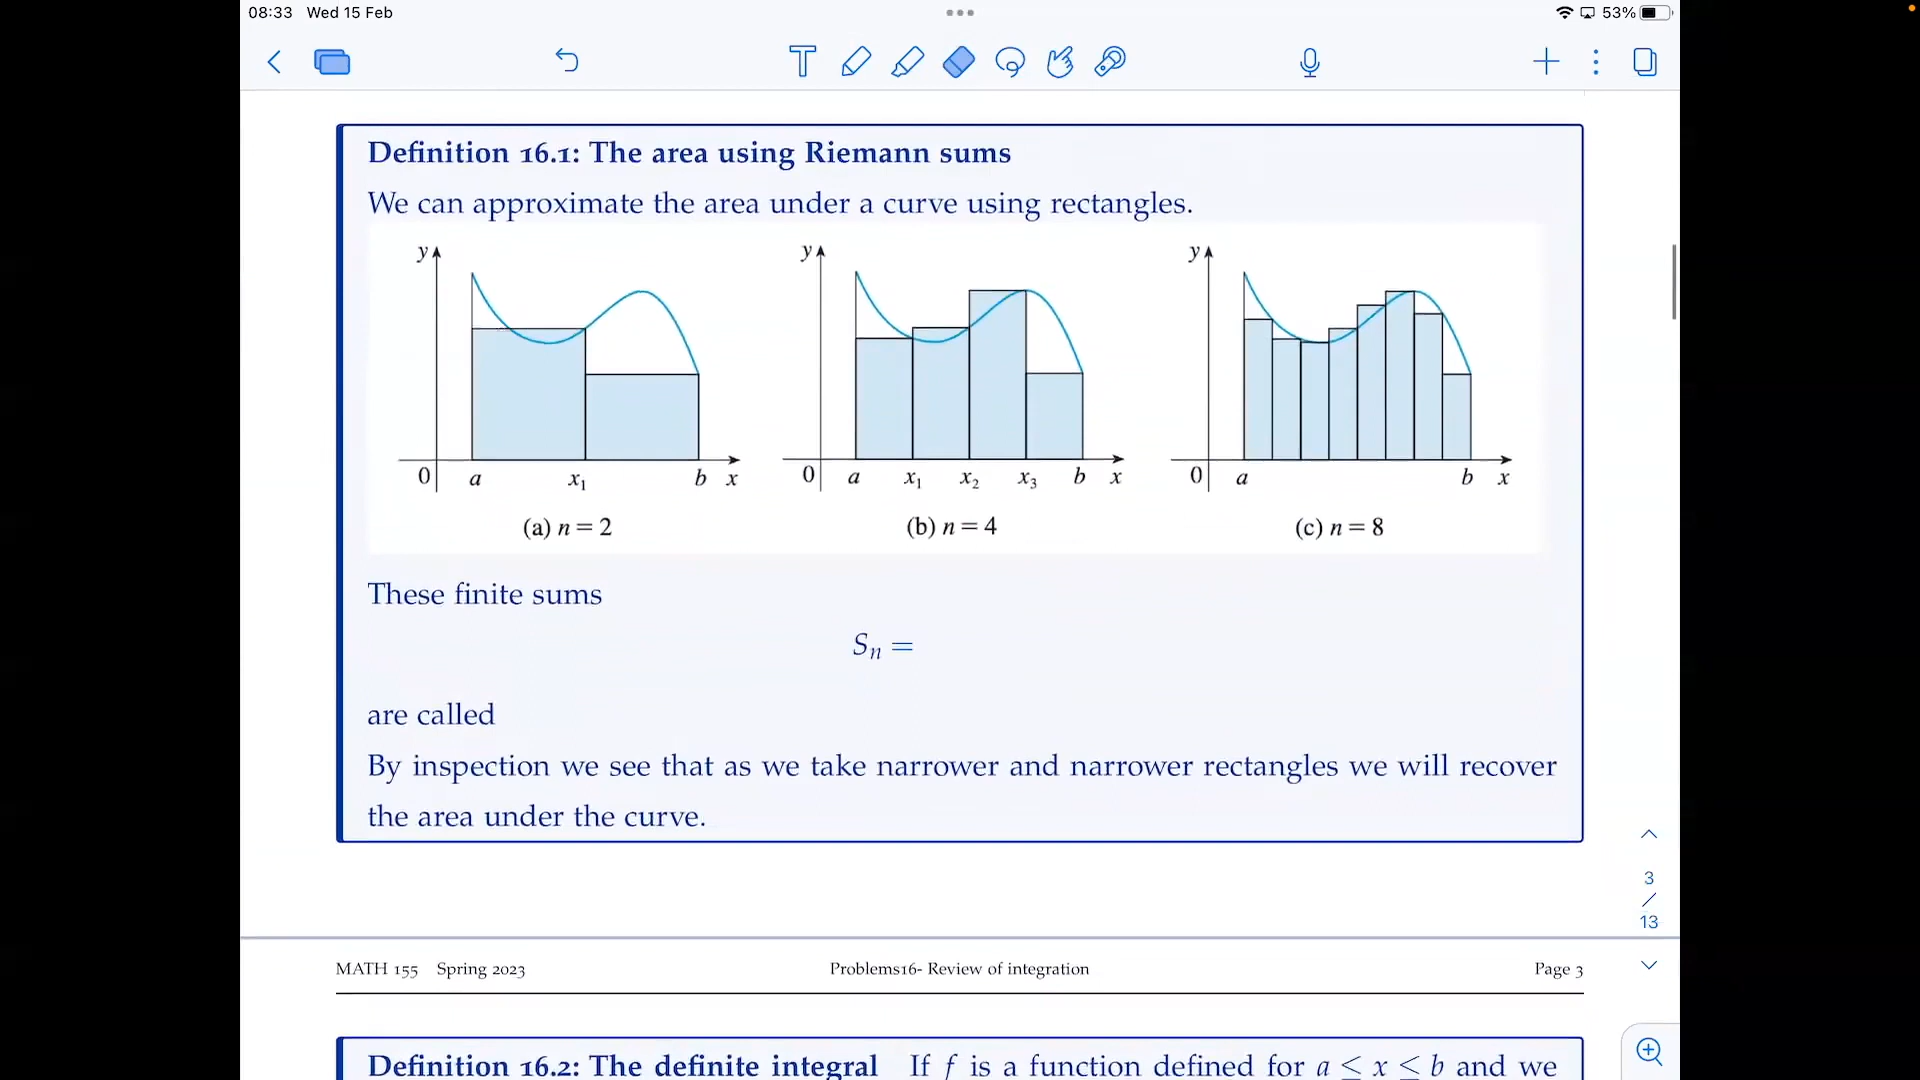 08:33 Wed 15 Feb
53%
Definition 16.1: The area using Riemann sums
We can approximate the area under a curve using rectangles.
y y y
0 a x₁ b x 0 a x₁ x₂ x₃ b x 0 a b x
(a) n = 2 (b) n = 4 (c) n = 8
These finite sums
Sₙ =
are called
By inspection we see that as we take narrower and narrower rectangles we will recover
the area under the curve.
3
/
13
MATH 155 Spring 2023 Problems16- Review of integration Page 3
Definition 16.2: The definite integral If f is a function defined for a ≤ x ≤ b and we